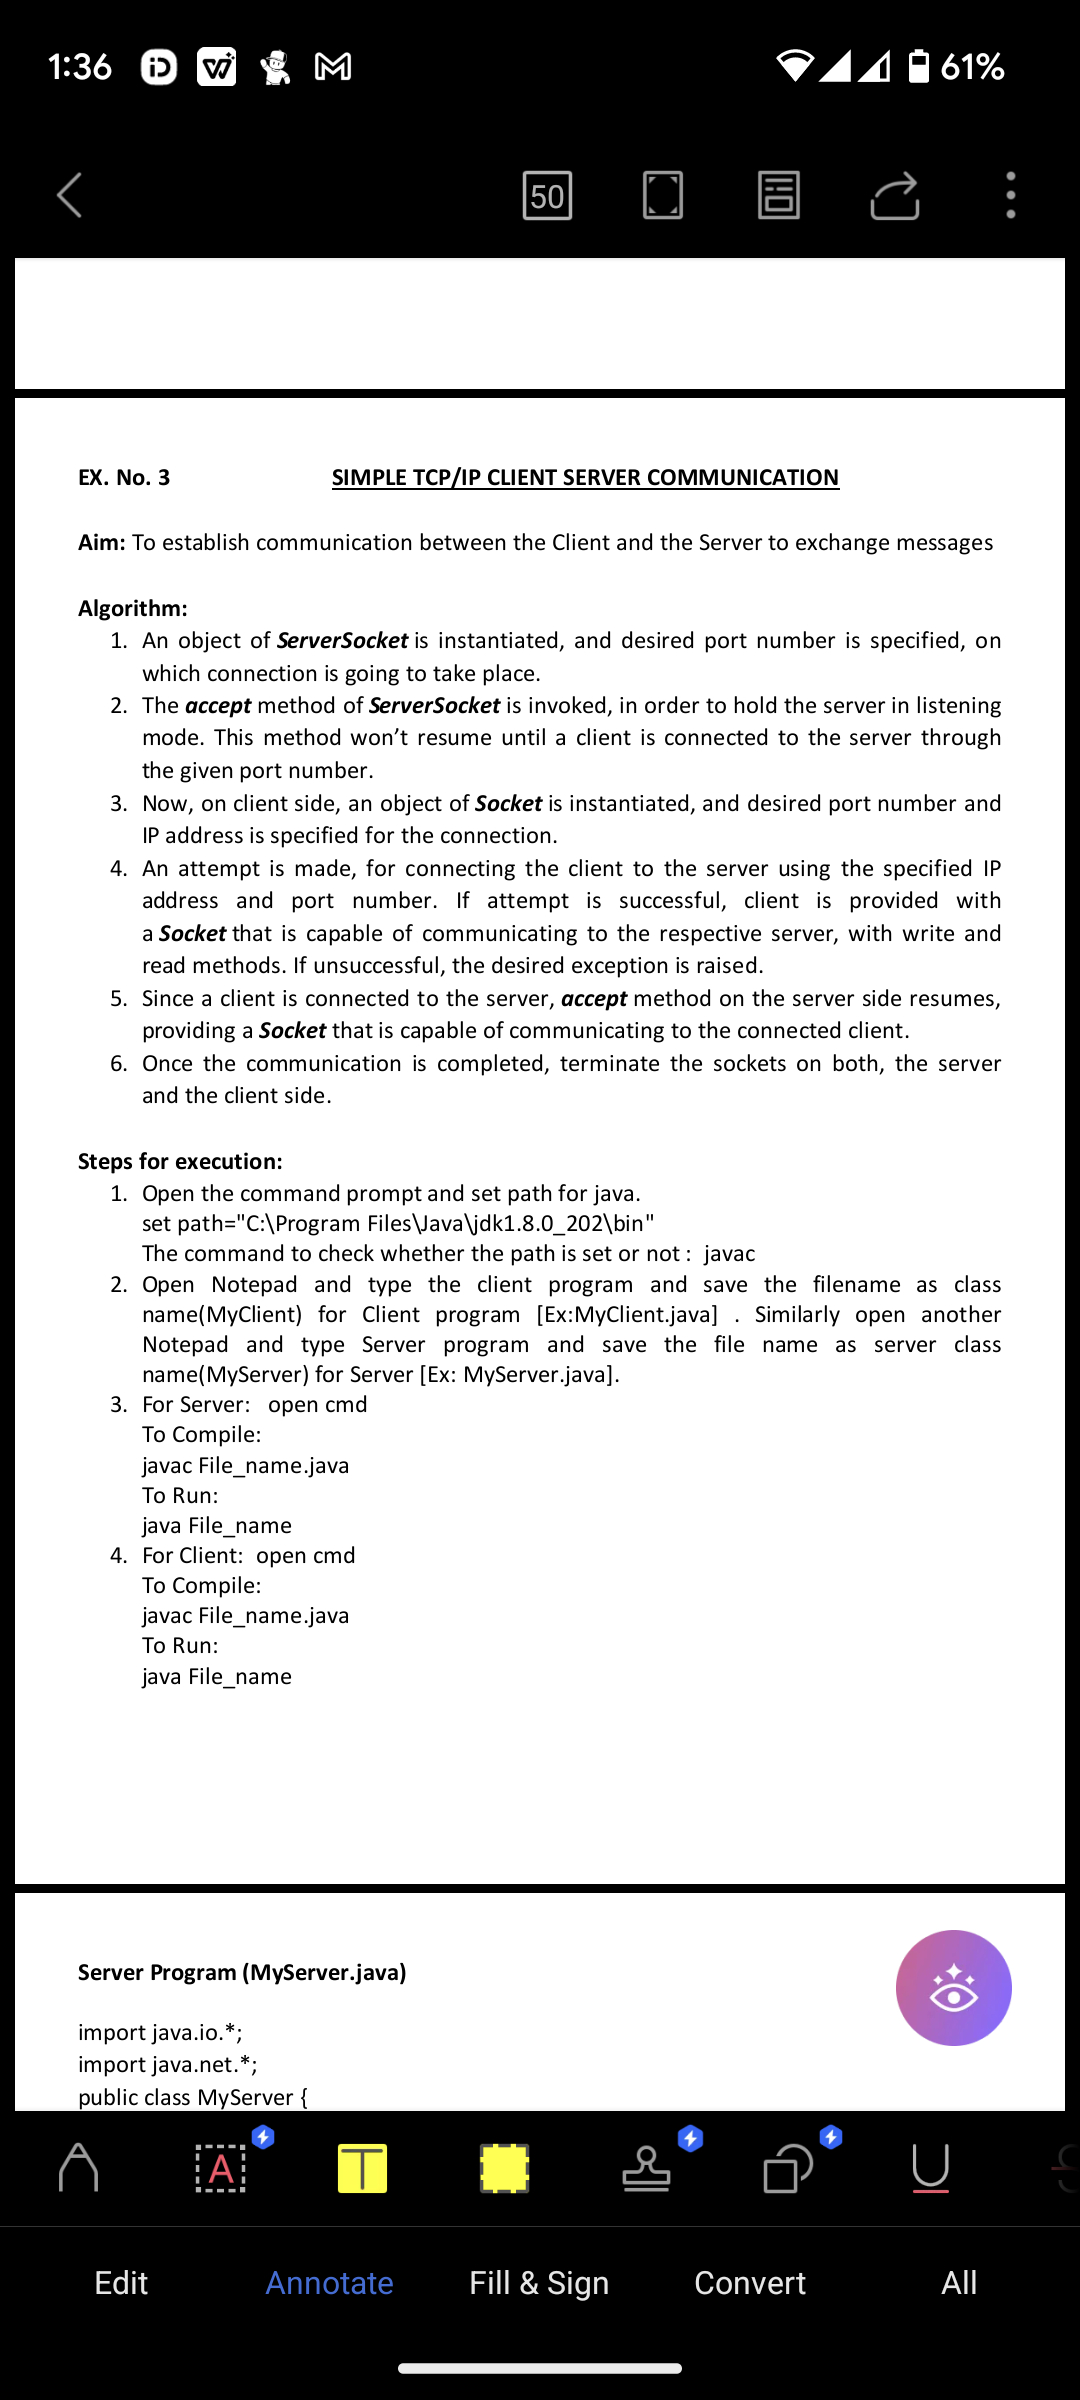 1:36
61%
50
EX. No. 3 SIMPLE TCP/IP CLIENT SERVER COMMUNICATION
Aim: To establish communication between the Client and the Server to exchange messages
Algorithm:
1. An object of ServerSocket is instantiated, and desired port number is specified, on
which connection is going to take place.
2. The accept method of ServerSocket is invoked, in order to hold the server in listening
mode. This method won’t resume until a client is connected to the server through
the given port number.
3. Now, on client side, an object of Socket is instantiated, and desired port number and
IP address is specified for the connection.
4. An attempt is made, for connecting the client to the server using the specified IP
address and port number. If attempt is successful, client is provided with
a Socket that is capable of communicating to the respective server, with write and
read methods. If unsuccessful, the desired exception is raised.
5. Since a client is connected to the server, accept method on the server side resumes,
providing a Socket that is capable of communicating to the connected client.
6. Once the communication is completed, terminate the sockets on both, the server
and the client side.
Steps for execution:
1. Open the command prompt and set path for java.
set path="C:\Program Files\Java\jdk1.8.0_202\bin"
The command to check whether the path is set or not : javac
2. Open Notepad and type the client program and save the filename as class
name(MyClient) for Client program [Ex:MyClient.java] . Similarly open another
Notepad and type Server program and save the file name as server class
name(MyServer) for Server [Ex: MyServer.java].
3. For Server: open cmd
To Compile:
javac File_name.java
To Run:
java File_name
4. For Client: open cmd
To Compile:
javac File_name.java
To Run:
java File_name
Server Program (MyServer.java)
import java.io.*;
import java.net.*;
public class MyServer {
Edit Annotate Fill & Sign Convert All